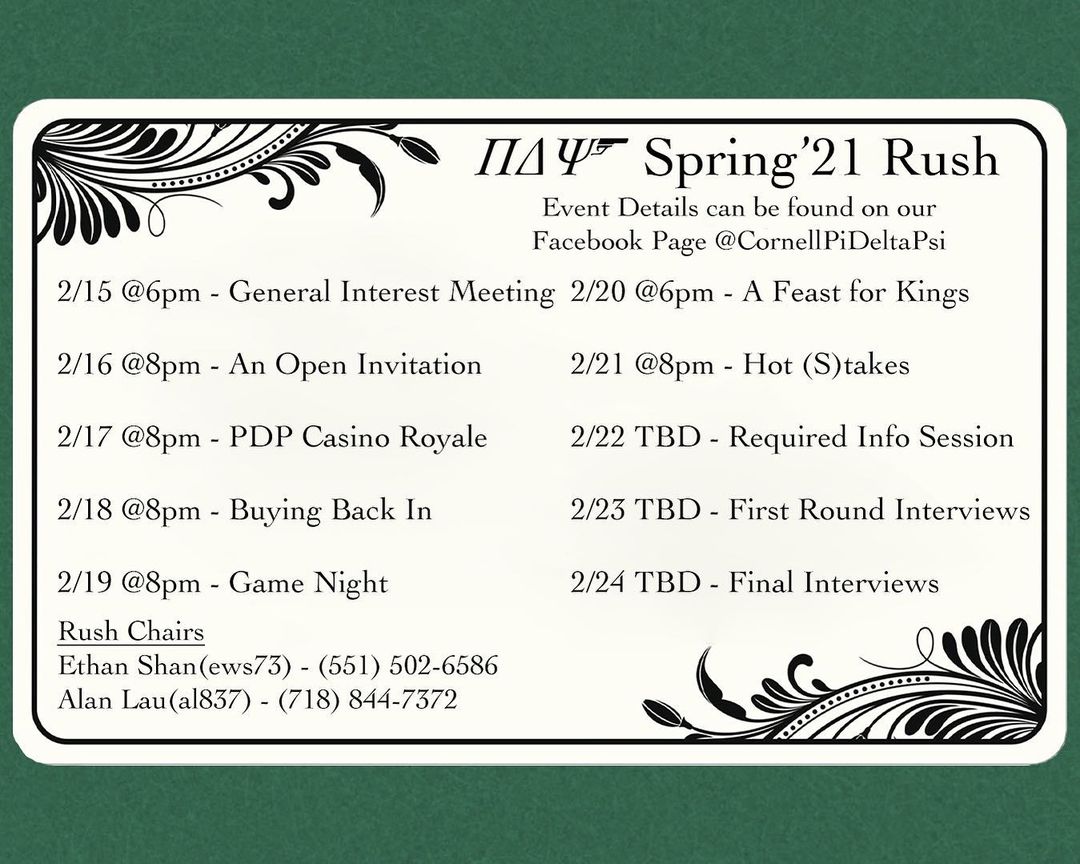 ΠΔΨ Spring'21 Rush
Event Details can be found on our
Facebook Page @CornellPiDeltaPsi
2/15 @6pm - General Interest Meeting
2/16 @8pm - An Open Invitation
2/17 @8pm - PDP Casino Royale
2/18 @8pm - Buying Back In
2/19 @8pm - Game Night
2/20 @6pm - A Feast for Kings
2/21 @8pm - Hot (S)takes
2/22 TBD - Required Info Session
2/23 TBD - First Round Interviews
2/24 TBD - Final Interviews
Rush Chairs
Ethan Shan(ews73) - (551) 502-6586
Alan Lau(al837) - (718) 844-7372